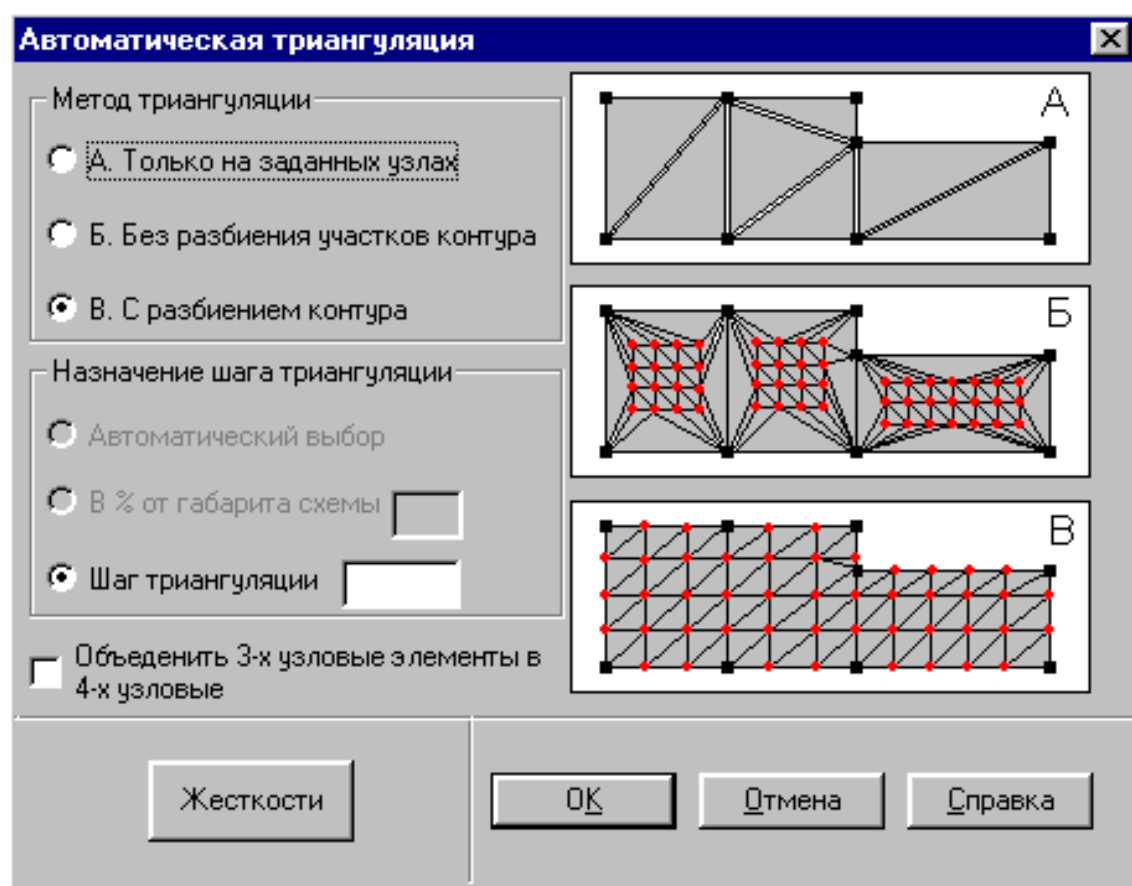 Автоматическая триангуляция
Метод триангуляции
А. Только на заданных узлах
Б. Без разбиения участков контура
В. С разбиением контура
Назначение шага триангуляции
Автоматический выбор
В % от габарита схемы
Шаг триангуляции
Объеденить 3-х узловые элементы в
4-х узловые
А
Б
В
Жесткости
OK
Отмена
Справка